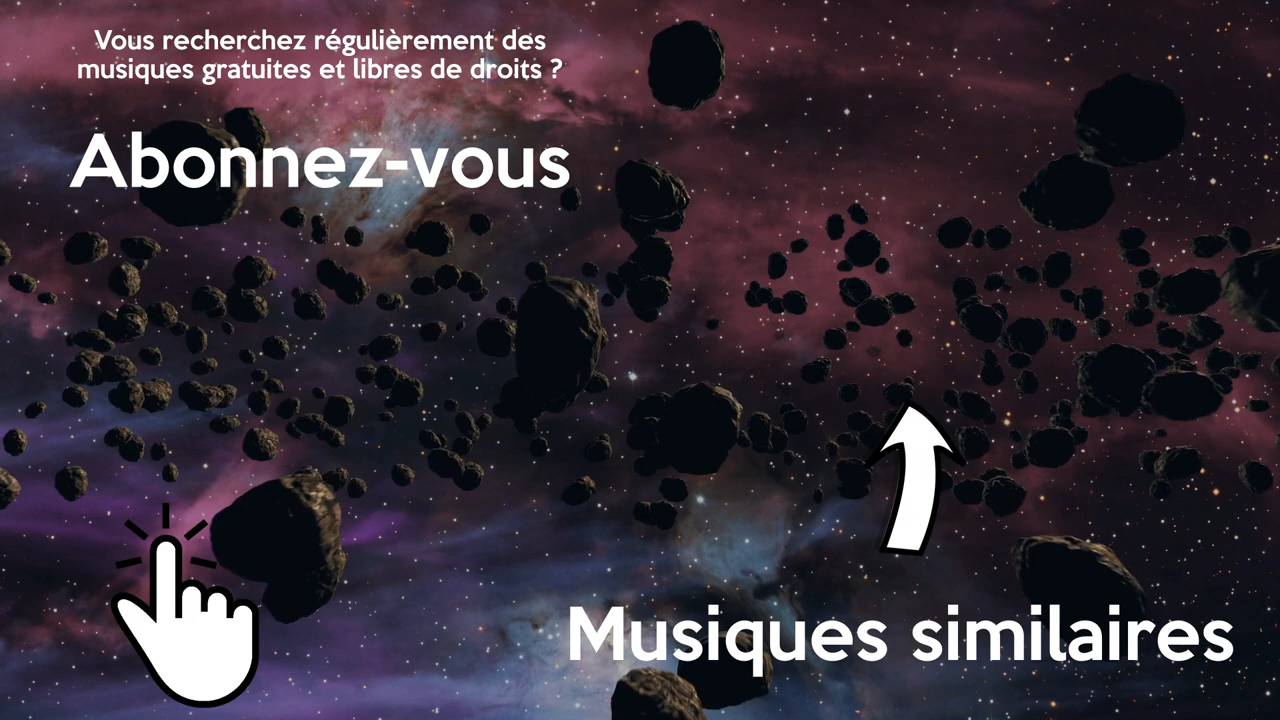 Vous recherchez régulièrement des
musiques gratuites et libres de droits ?
Abonnez-vous
Musiques similaires